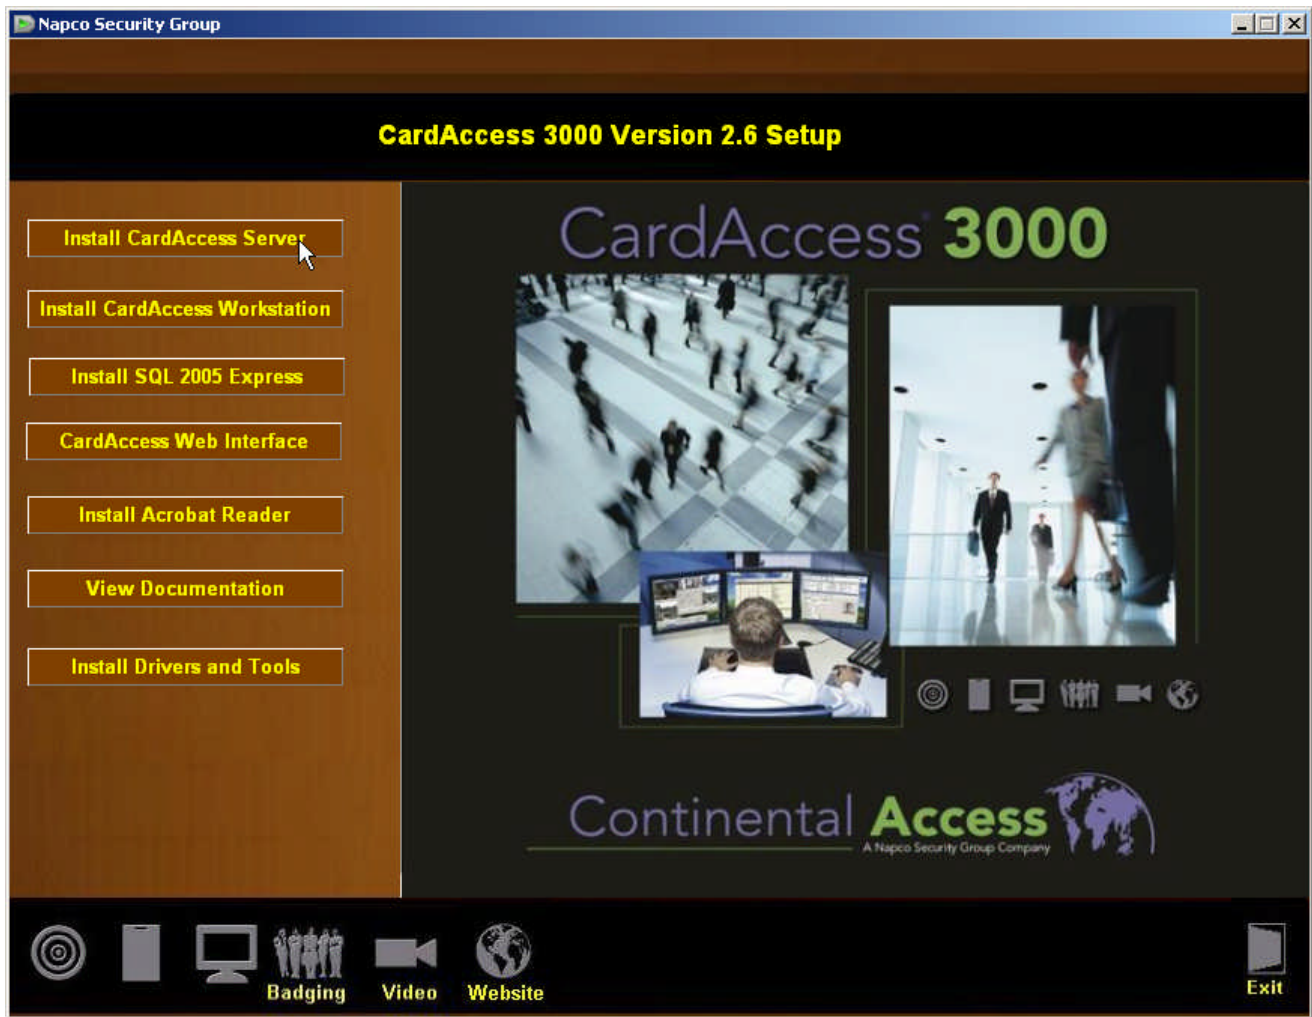 Napco Security Group
CardAccess 3000 Version 2.6 Setup
Install CardAccess Server
Install CardAccess Workstation
Install SQL 2005 Express
CardAccess Web Interface
Install Acrobat Reader
View Documentation
Install Drivers and Tools
CardAccess 3000
Continental Access
A Napco Security Group Company
Badging
Video
Website
Exit